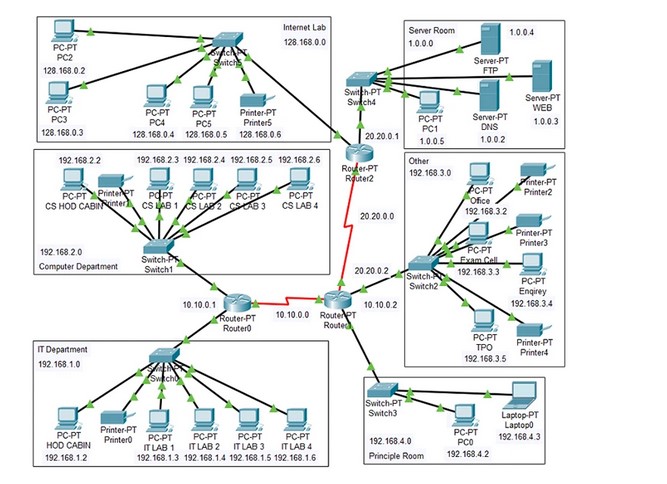 Internet Lab
128.168.0.0
PC-PT
PC2
128.168.0.2
Switch-PT
PC-PT
PC3
128.168.0.3
PC-PT
PC4
128.168.0.4
PC-PT
PC5
128.168.0.5
Printer-PT
Printer5
128.168.0.6
Server Room
1.0.0.0
1.0.0.4
Server-PT
FTP
Switch-PT
Switch4
PC-PT
PC1
1.0.0.5
Server-PT
DNS
1.0.0.2
Server-PT
WEB
1.0.0.3
20.20.0.1
Router-PT
Router2
20.20.0.0
20.20.0.2
192.168.2.2
192.168.2.3
192.168.2.4
192.168.2.5
192.168.2.6
PC-PT
CS HOD CABIN
Printer-PT
PC-PT
CS LAB 1
PC-PT
CS LAB 2
PC-PT
CS LAB 3
PC-PT
CS LAB 4
192.168.2.0
Switch-PT
Switch1
Computer Department
Other
192.168.3.0
PC-PT
Office
192.168.3.2
Printer-PT
Printer2
PC-PT
Exam Cell
192.168.3.3
Printer-PT
Printer3
Switch-PT
Switch2
PC-PT
Enqirey
192.168.3.4
PC-PT
TPO
192.168.3.5
Printer-PT
Printer4
10.10.0.1
Router-PT
Router0
10.10.0.0
Router-PT
10.10.0.2
IT Department
192.168.1.0
Switch-PT
Switch0
PC-PT
HOD CABIN
192.168.1.2
Printer-PT
Printer0
PC-PT
IT LAB 1
192.168.1.3
PC-PT
IT LAB 2
192.168.1.4
PC-PT
IT LAB 3
192.168.1.5
PC-PT
IT LAB 4
192.168.1.6
Switch-PT
Switch3
192.168.4.0
Principle Room
PC-PT
PC0
192.168.4.2
Laptop-PT
Laptop0
192.168.4.3